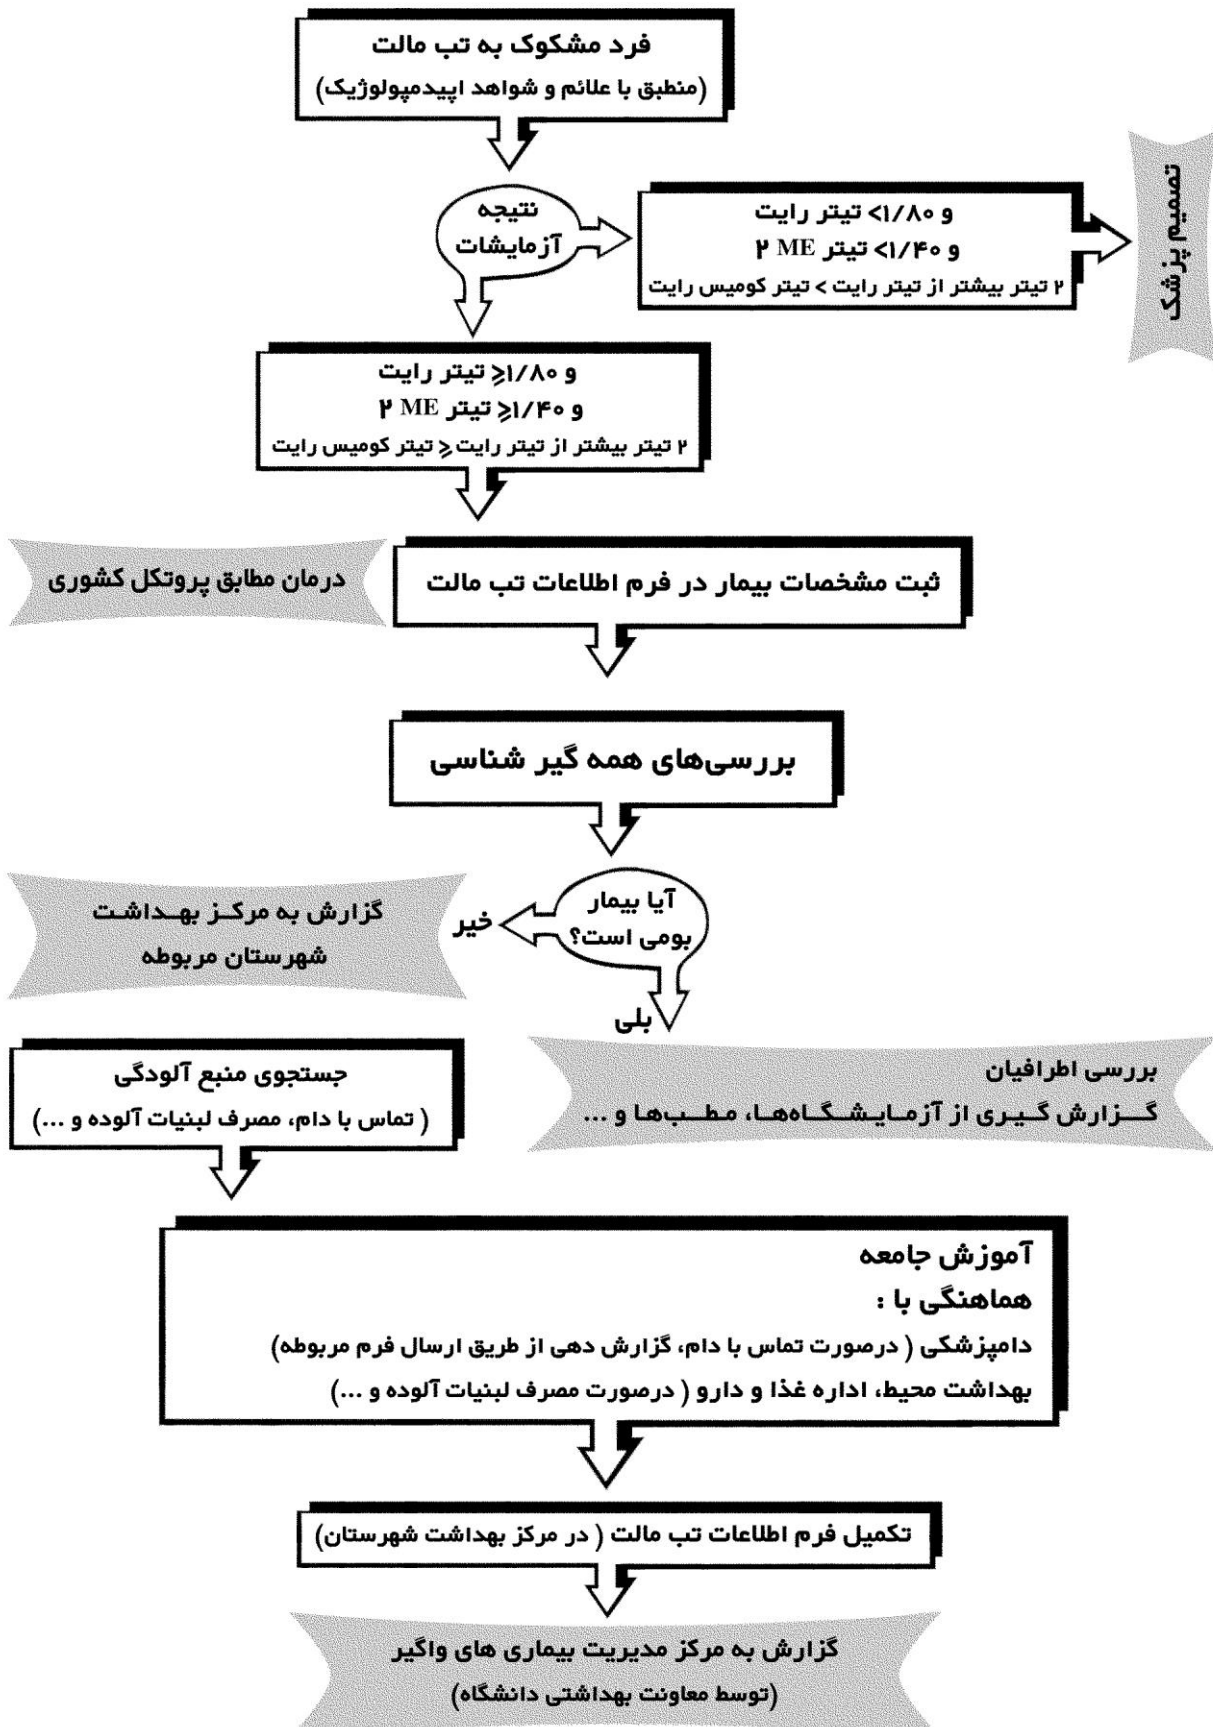 فرد مشکوک به تب مالت
(منطبق با علائم و شواهد اپیدمپولوژیک)
نتیجه
آزمایشات
و ۱/۸۰> تیتر رایت
و ۱/۴۰> تیتر ۲ ME
۲ تیتر بیشتر از تیتر رایت > تیتر کومیس رایت
تصمیم پزشک
و ۱/۸۰≤ تیتر رایت
و ۱/۴۰≤ تیتر ۲ ME
۲ تیتر بیشتر از تیتر رایت ≤ تیتر کومیس رایت
ثبت مشخصات بیمار در فرم اطلاعات تب مالت
درمان مطابق پروتکل کشوری
بررسی‌های همه گیر شناسی
آیا بیمار
بومی است؟
خیر
گزارش به مرکز بهداشت
شهرستان مربوطه
بلی
بررسی اطرافیان
گزارش گیری از آزمایشگاه‌ها، مطب‌ها و ...
جستجوی منبع آلودگی
( تماس با دام، مصرف لبنیات آلوده و ...)
آموزش جامعه
هماهنگی با :
دامپزشکی ( درصورت تماس با دام، گزارش دهی از طریق ارسال فرم مربوطه)
بهداشت محیط، اداره غذا و دارو ( درصورت مصرف لبنیات آلوده و ...)
تکمیل فرم اطلاعات تب مالت ( در مرکز بهداشت شهرستان)
گزارش به مرکز مدیریت بیماری های واگیر
(توسط معاونت بهداشتی دانشگاه)